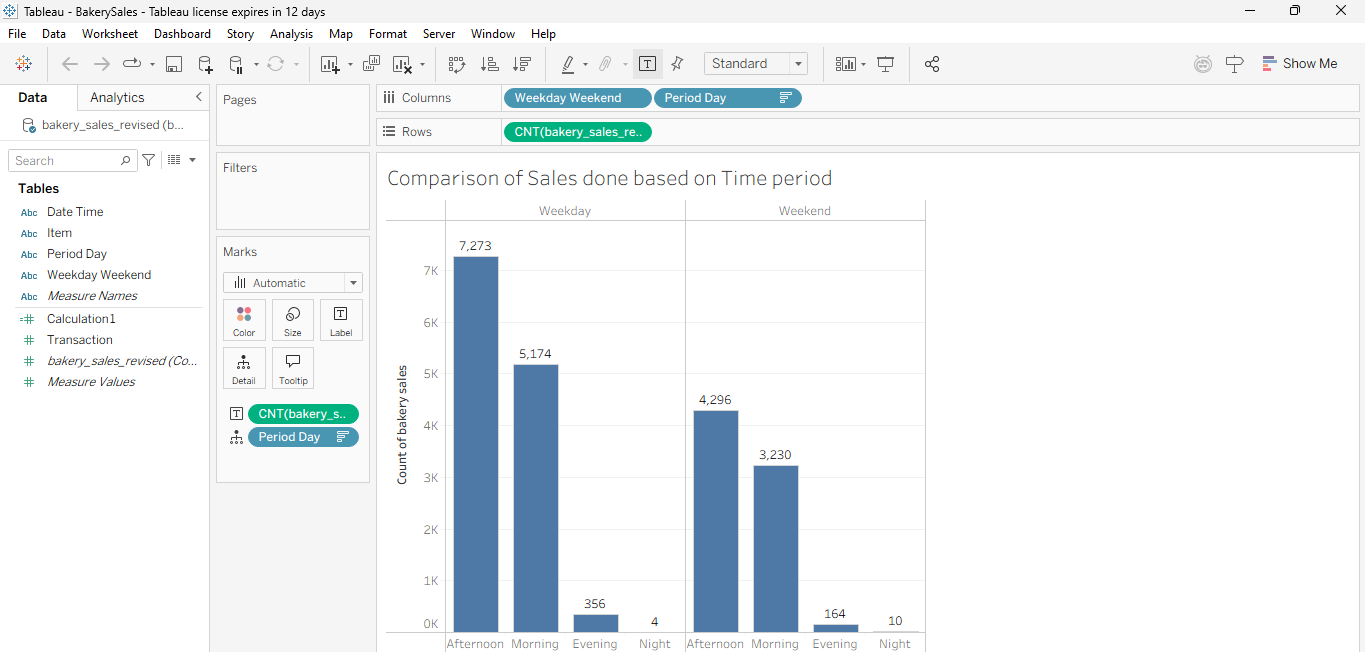 Tableau - BakerySales - Tableau license expires in 12 days
File Data Worksheet Dashboard Story Analysis Map Format Server Window Help
Standard
Show Me
Data Analytics
bakery_sales_revised (b...
Search
Tables
Abc Date Time
Abc Item
Abc Period Day
Abc Weekday Weekend
Abc Measure Names
=# Calculation1
# Transaction
# bakery_sales_revised (Co...
# Measure Values
Pages
Filters
Marks
Automatic
Color Size Label
Detail Tooltip
CNT(bakery_s..
Period Day
Columns Weekday Weekend Period Day
Rows CNT(bakery_sales_re..
Comparison of Sales done based on Time period
Weekday Weekend
Count of bakery sales
7K
6K
5K
4K
3K
2K
1K
0K
7,273
5,174
356
4
4,296
3,230
164
10
Afternoon Morning Evening Night Afternoon Morning Evening Night